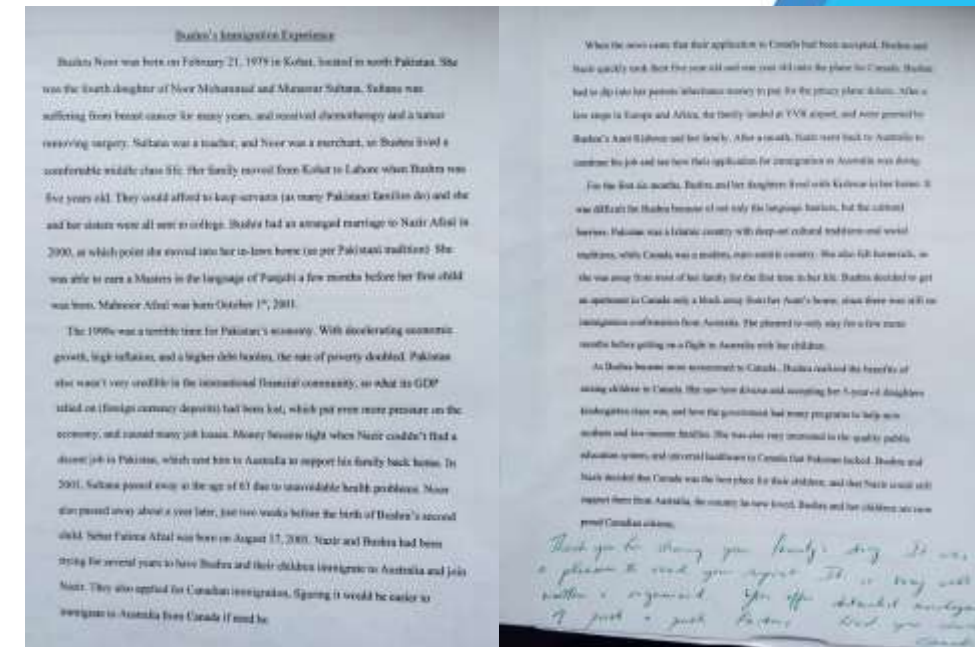 Bushra's Immigration Experience
Bushra Noor was born on February 21, 1979 in Kohat, located in north Pakistan. She
was the fourth daughter of Noor Mohammad and Munawar Sultana. Sultana was
suffering from breast cancer for many years, and received chemotherapy and a tumor
removing surgery. Sultana was a teacher, and Noor was a merchant, so Bushra lived a
comfortable middle class life. Her family moved from Kohat to Lahore when Bushra was
five years old. They could afford to keep servants (as many Pakistani families do) and she
and her sisters were all sent to college. Bushra had an arranged marriage to Nazir Afzal in
2000, at which point she moved into her in-laws home (as per Pakistani tradition). She
was able to earn a Masters in the language of Punjabi a few months before her first child
was born. Mahnoor Afzal was born October 1st, 2001.
The 1990s was a terrible time for Pakistan's economy. With decelerating economic
growth, high inflation, and a higher debt burden, the rate of poverty doubled. Pakistan
also wasn't very credible in the international financial community, so what its GDP
relied on (foreign currency deposits) had been lost, which put even more pressure on the
economy, and caused many job losses. Money became tight when Nazir couldn't find a
decent job in Pakistan, which sent him to Australia to support his family back home. In
Sultana passed away at the age of 63 due to unavoidable health problems. Noor
also passed away about a year later, just two weeks before the birth of Bushra's second
child. Sehar Fatima Afzal was born on August 17, Nazir and Bushra had been
trying for several years to have Bushra and their children immigrate to Australia and join
Nazir. They also applied for Canadian immigration, figuring it would be easier to
immigrate to Australia from Canada if need be.
When the news came that their application to Canada had been accepted, Bushra and
Nazir quickly took their five year old and one year old onto the plane for Canada. Bushra
had to dip into her parents inheritance money to pay for the pricey plane tickets. After a
few stops in Europe and Africa, the family landed at YVR airport, and were greeted by
Bushra's Aunt Kishwar and her family. After a month, Nazir went back to Australia to
continue his job and see how their application for immigration to Australia was doing.
For the first six months, Bushra and her daughters lived with Kishwar in her home. It
was difficult for Bushra because of not only the language barriers, but the cultural
barriers. Pakistan was a Islamic country with deep-set cultural traditions and social
traditions, while Canada was a modern, country. She also felt homesick, as
she was away from most of her family for the first time in her life. Bushra decided to get
an apartment in Canada only a block away from her Aunt's home, since there was still no
immigration confirmation from Australia. She planned to only stay for a few more
months before getting on a flight to Australia with her children.
As Bushra became more accustomed to Canada, Bushra realized the benefits of
raising children in Canada. She saw how diverse and accepting her 5-year-old daughters
kindergarten class was, and how the government had many programs to help new
mothers and low-income families. She was also very interested in the quality public
education system, and universal healthcare in Canada that Pakistan lacked. Bushra and
Nazir decided that Canada was the best place for their children, and that Nazir could still
support them from Australia, the country he now loved. Bushra and her children are now
proud Canadian citizens.
Thank you for sharing your family's story. It was
a pleasure to read your report. It is very well
written & organized. You offer detailed
of push & pull factors.
Canada